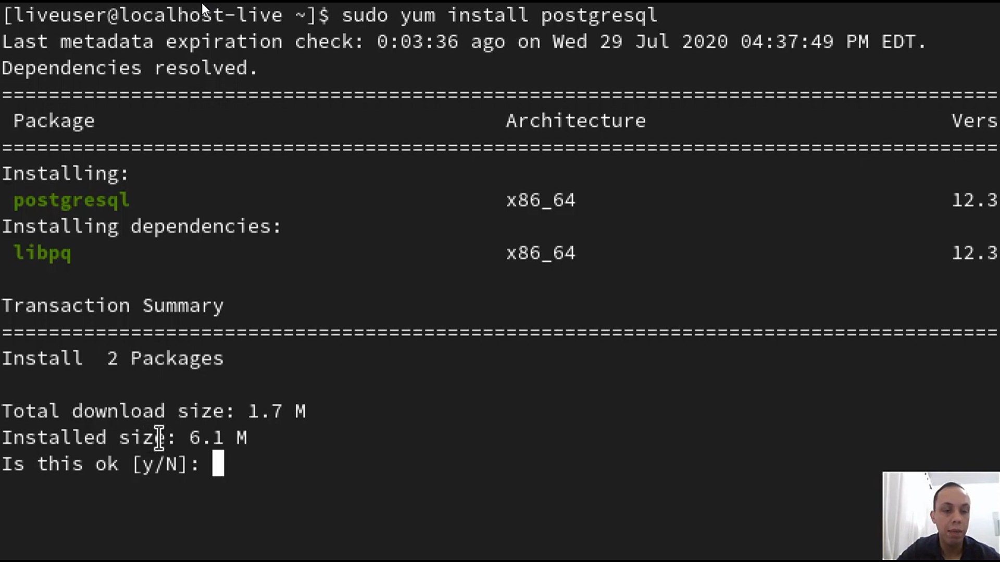 [liveuser@localhost-live ~]$ sudo yum install postgresql
Last metadata expiration check: 0:03:36 ago on Wed 29 Jul 2020 04:37:49 PM EDT.
Dependencies resolved.
=====================================================================================
Package Architecture Vers
=====================================================================================
Installing:
postgresql x86_64 12.3
Installing dependencies:
libpq x86_64 12.3
Transaction Summary
=====================================================================================
Install  2 Packages
Total download size: 1.7 M
Installed size: 6.1 M
Is this ok [y/N]: